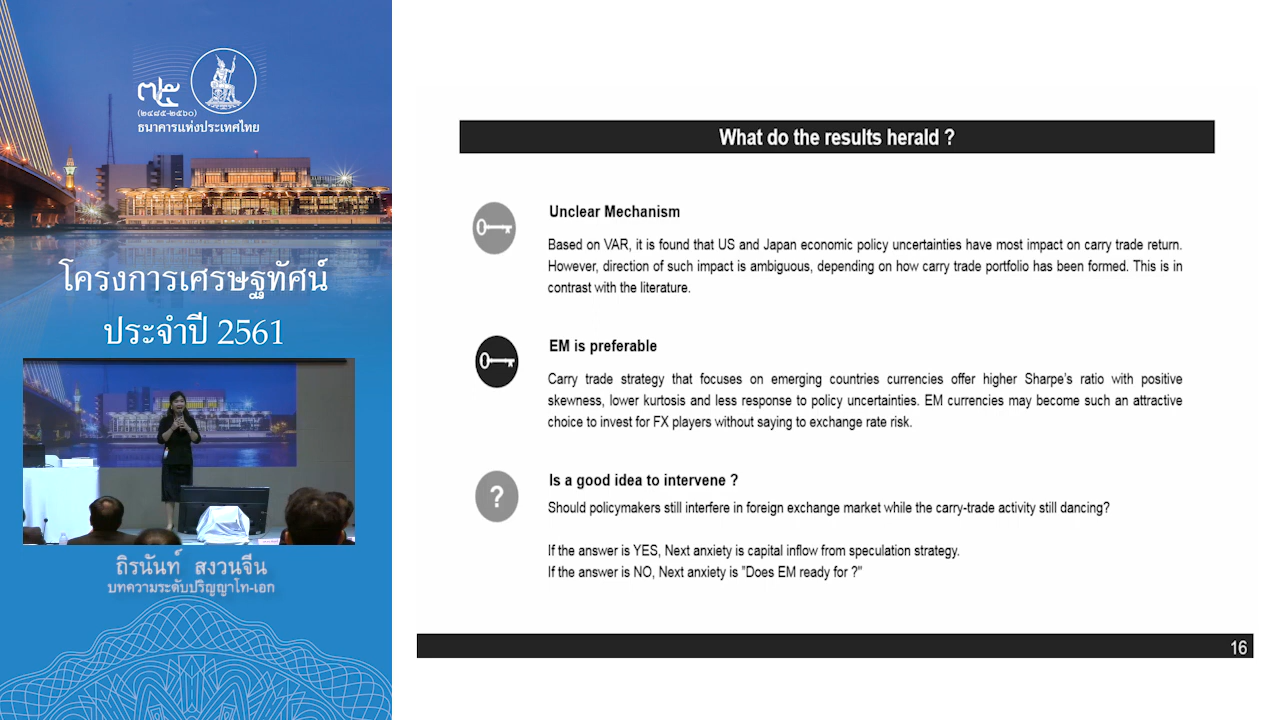 ๗๕
(๒๔๘๕-๒๕๖๐)
ธนาคารแห่งประเทศไทย
โครงการเศรษฐทัศน์
ประจำปี 2561
ถิรนันท์ สงวนจีน
บทความระดับปริญญาโท-เอก
What do the results herald ?
Unclear Mechanism
Based on VAR, it is found that US and Japan economic policy uncertainties have most impact on carry trade return.
However, direction of such impact is ambiguous, depending on how carry trade portfolio has been formed. This is in
contrast with the literature.
EM is preferable
Carry trade strategy that focuses on emerging countries currencies offer higher Sharpe's ratio with positive
skewness, lower kurtosis and less response to policy uncertainties. EM currencies may become such an attractive
choice to invest for FX players without saying to exchange rate risk.
?
Is a good idea to intervene ?
Should policymakers still interfere in foreign exchange market while the carry-trade activity still dancing?
If the answer is YES, Next anxiety is capital inflow from speculation strategy.
If the answer is NO, Next anxiety is "Does EM ready for ?"
16